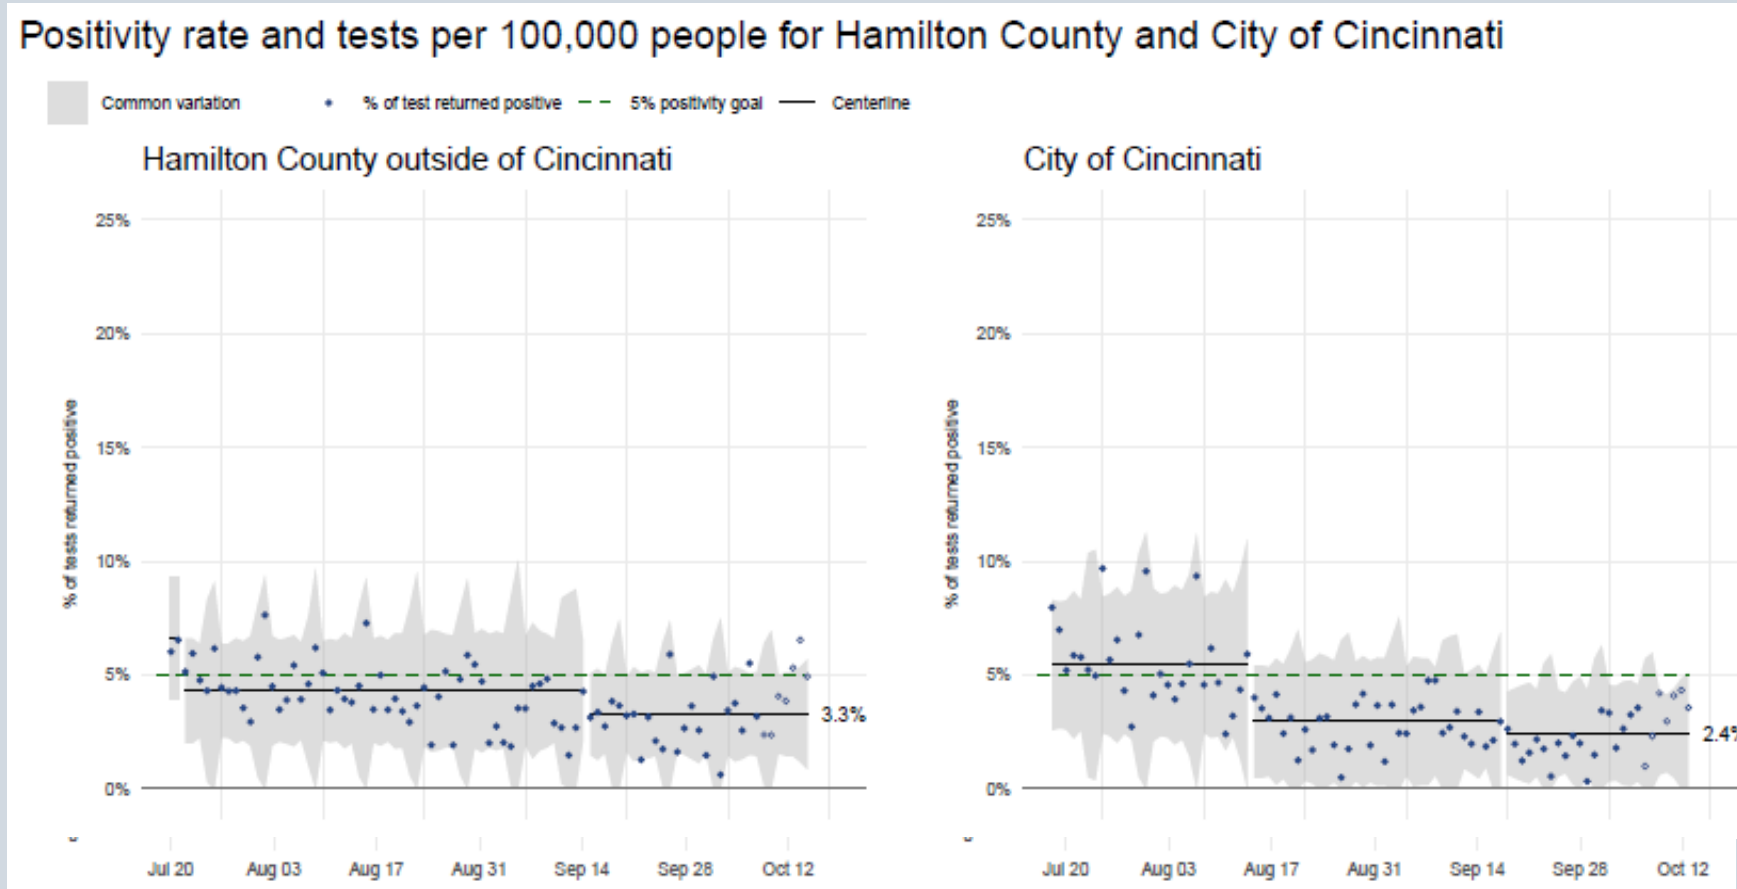 Positivity rate and tests per 100,000 people for Hamilton County and City of Cincinnati
Common variation
% of test returned positive
5% positivity goal
Centerline
Hamilton County outside of Cincinnati
% of tests returned positive
25%
20%
15%
10%
5%
0%
3.3%
Jul 20 Aug 03 Aug 17 Aug 31 Sep 14 Sep 28 Oct 12
City of Cincinnati
% of tests returned positive
25%
20%
15%
10%
5%
0%
2.4%
Jul 20 Aug 03 Aug 17 Aug 31 Sep 14 Sep 28 Oct 12